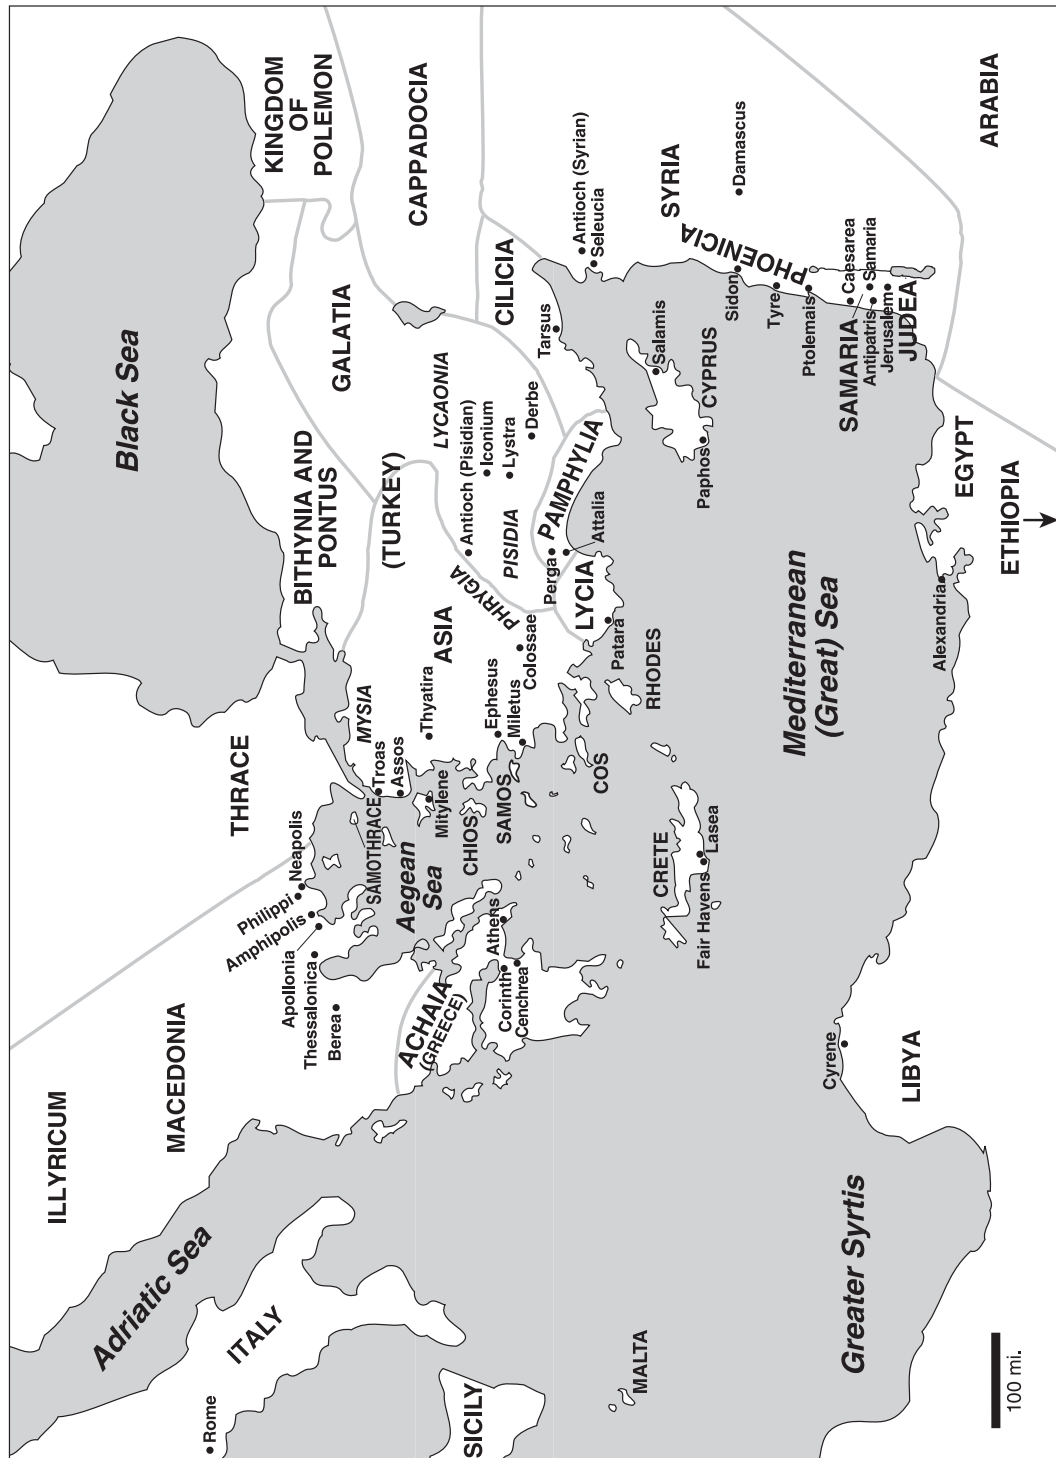 ILLYRICUM
MACEDONIA
THRACE
Black Sea
KINGDOM
OF
POLEMON
BITHYNIA AND
PONTUS
GALATIA
CAPPADOCIA
Adriatic Sea
ITALY
Rome
Philippi
Neapolis
Amphipolis
Apollonia
Thessalonica
Berea
SAMOTHRACE
Troas
Assos
MYSIA
(TURKEY)
LYCAONIA
ASIA
Thyatira
PHRYGIA
Antioch (Pisidian)
Iconium
Lystra
Derbe
PISIDIA
CILICIA
Tarsus
Antioch (Syrian)
Seleucia
Aegean
Sea
Mitylene
CHIOS
SAMOS
Ephesus
Miletus
Colossae
ACHAIA
(GREECE)
Athens
Corinth
Cenchrea
Perga
PAMPHYLIA
Attalia
LYCIA
Patara
COS
RHODES
SICILY
MALTA
CRETE
Fair Havens
Lasea
Salamis
CYPRUS
Paphos
SYRIA
PHOENICIA
Damascus
Sidon
Tyre
Ptolemais
Caesarea
Samaria
SAMARIA
Antipatris
Jerusalem
JUDEA
Mediterranean
(Great) Sea
Greater Syrtis
Cyrene
LIBYA
Alexandria
EGYPT
ETHIOPIA
ARABIA
100 mi.